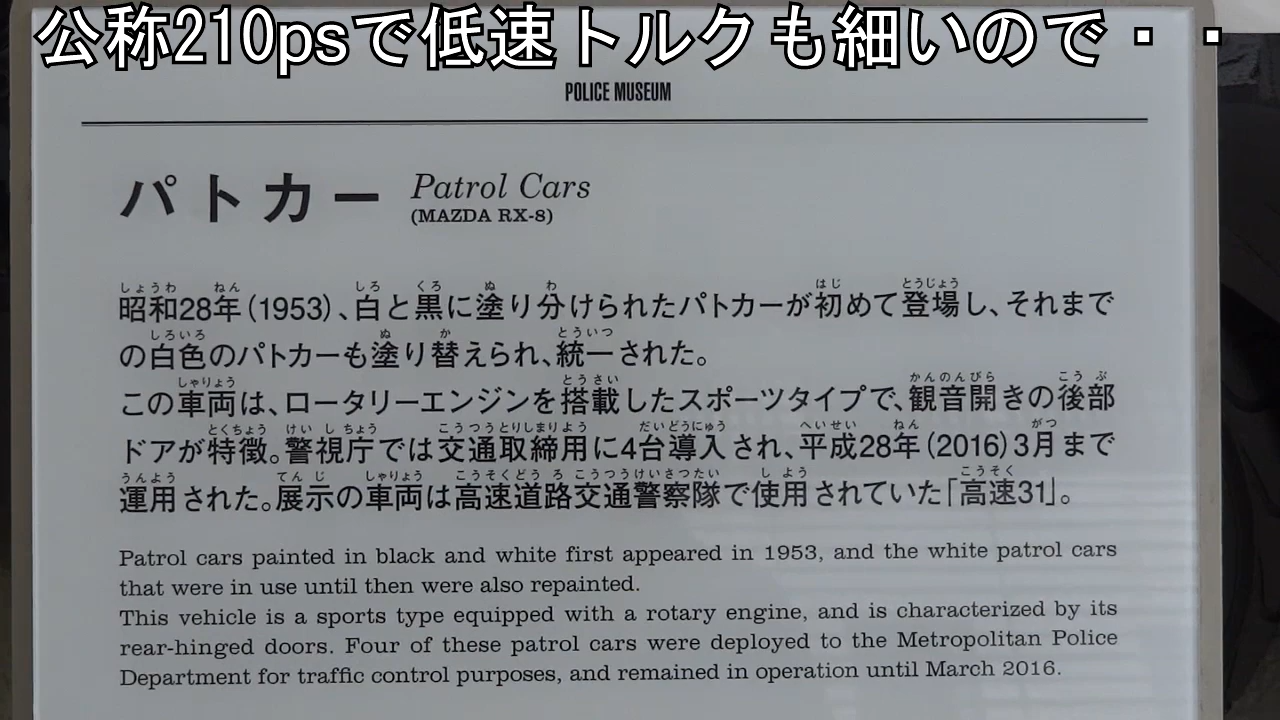 公称210psで低速トルクも細いので・・
POLICE MUSEUM
パトカー Patrol Cars
(MAZDA RX-8)
しょうわ ねん しろ くろ ぬ わ はじ とうじょう
昭和28年(1953)、白と黒に塗り分けられたパトカーが初めて登場し、それまで
しろいろ ぬ か とういつ
の白色のパトカーも塗り替えられ、統一された。
しゃりょう とうさい かんのんびら こうぶ
この車両は、ロータリーエンジンを搭載したスポーツタイプで、観音開きの後部
とくちょう けいしちょう こうつうとりしまりよう だいどうにゅう へいせい ねん がつ
ドアが特徴。警視庁では交通取締用に4台導入され、平成28年(2016)3月まで
うんよう てんじ しゃりょう こうそくどうろこうつうけいさつたい しよう こうそく
運用された。展示の車両は高速道路交通警察隊で使用されていた「高速31」。
Patrol cars painted in black and white first appeared in 1953, and the white patrol cars
that were in use until then were also repainted.
This vehicle is a sports type equipped with a rotary engine, and is characterized by its
rear-hinged doors. Four of these patrol cars were deployed to the Metropolitan Police
Department for traffic control purposes, and remained in operation until March 2016.